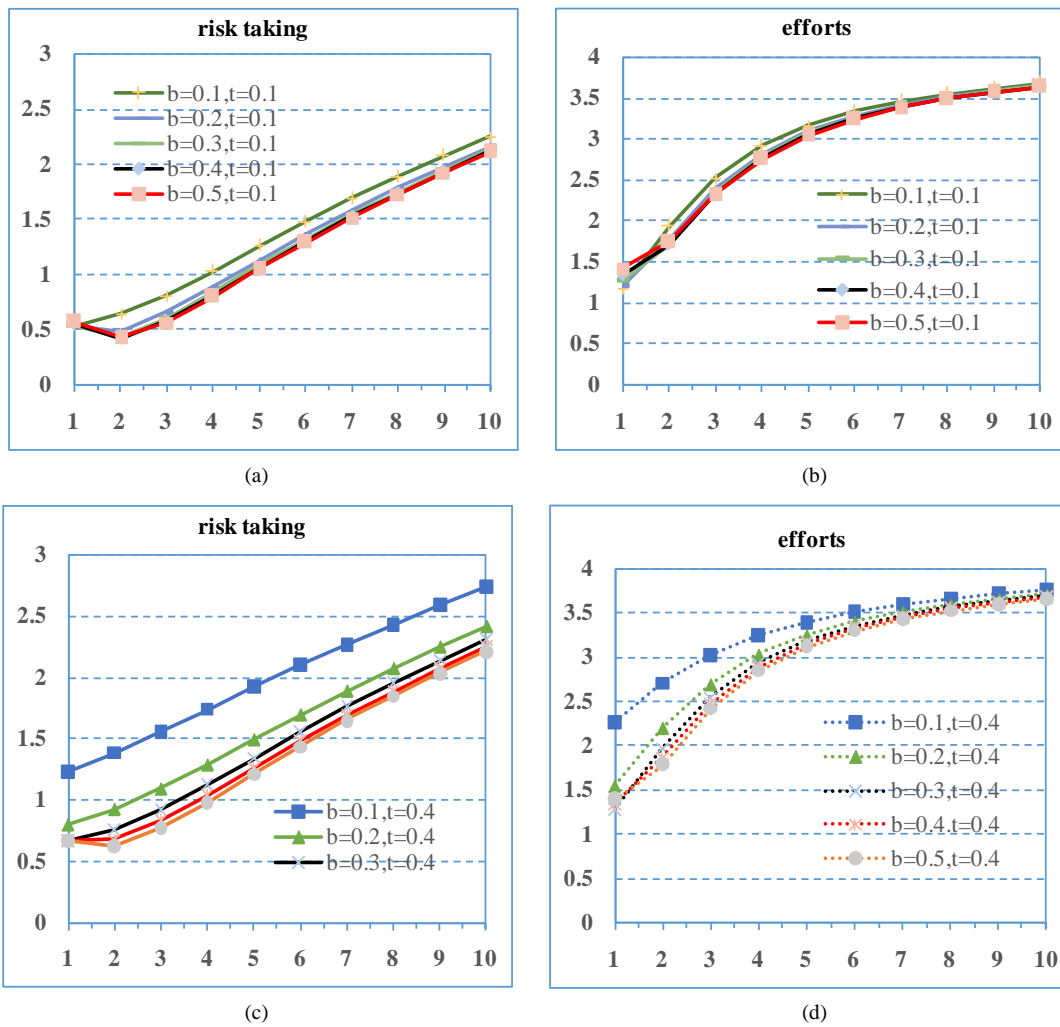 risk taking
3
2.5
2
1.5
1
0.5
0
b=0.1,t=0.1
b=0.2,t=0.1
b=0.3,t=0.1
b=0.4,t=0.1
b=0.5,t=0.1
1 2 3 4 5 6 7 8 9 10
(a)
efforts
4
3.5
3
2.5
2
1.5
1
0.5
0
b=0.1,t=0.1
b=0.2,t=0.1
b=0.3,t=0.1
b=0.4,t=0.1
b=0.5,t=0.1
1 2 3 4 5 6 7 8 9 10
(b)
risk taking
3
2.5
2
1.5
1
0.5
0
b=0.1,t=0.4
b=0.2,t=0.4
b=0.3,t=0.4
1 2 3 4 5 6 7 8 9 10
(c)
efforts
4
3.5
3
2.5
2
1.5
1
0.5
0
b=0.1,t=0.4
b=0.2,t=0.4
b=0.3,t=0.4
b=0.4.t=0.4
b=0.5,t=0.4
1 2 3 4 5 6 7 8 9 10
(d)